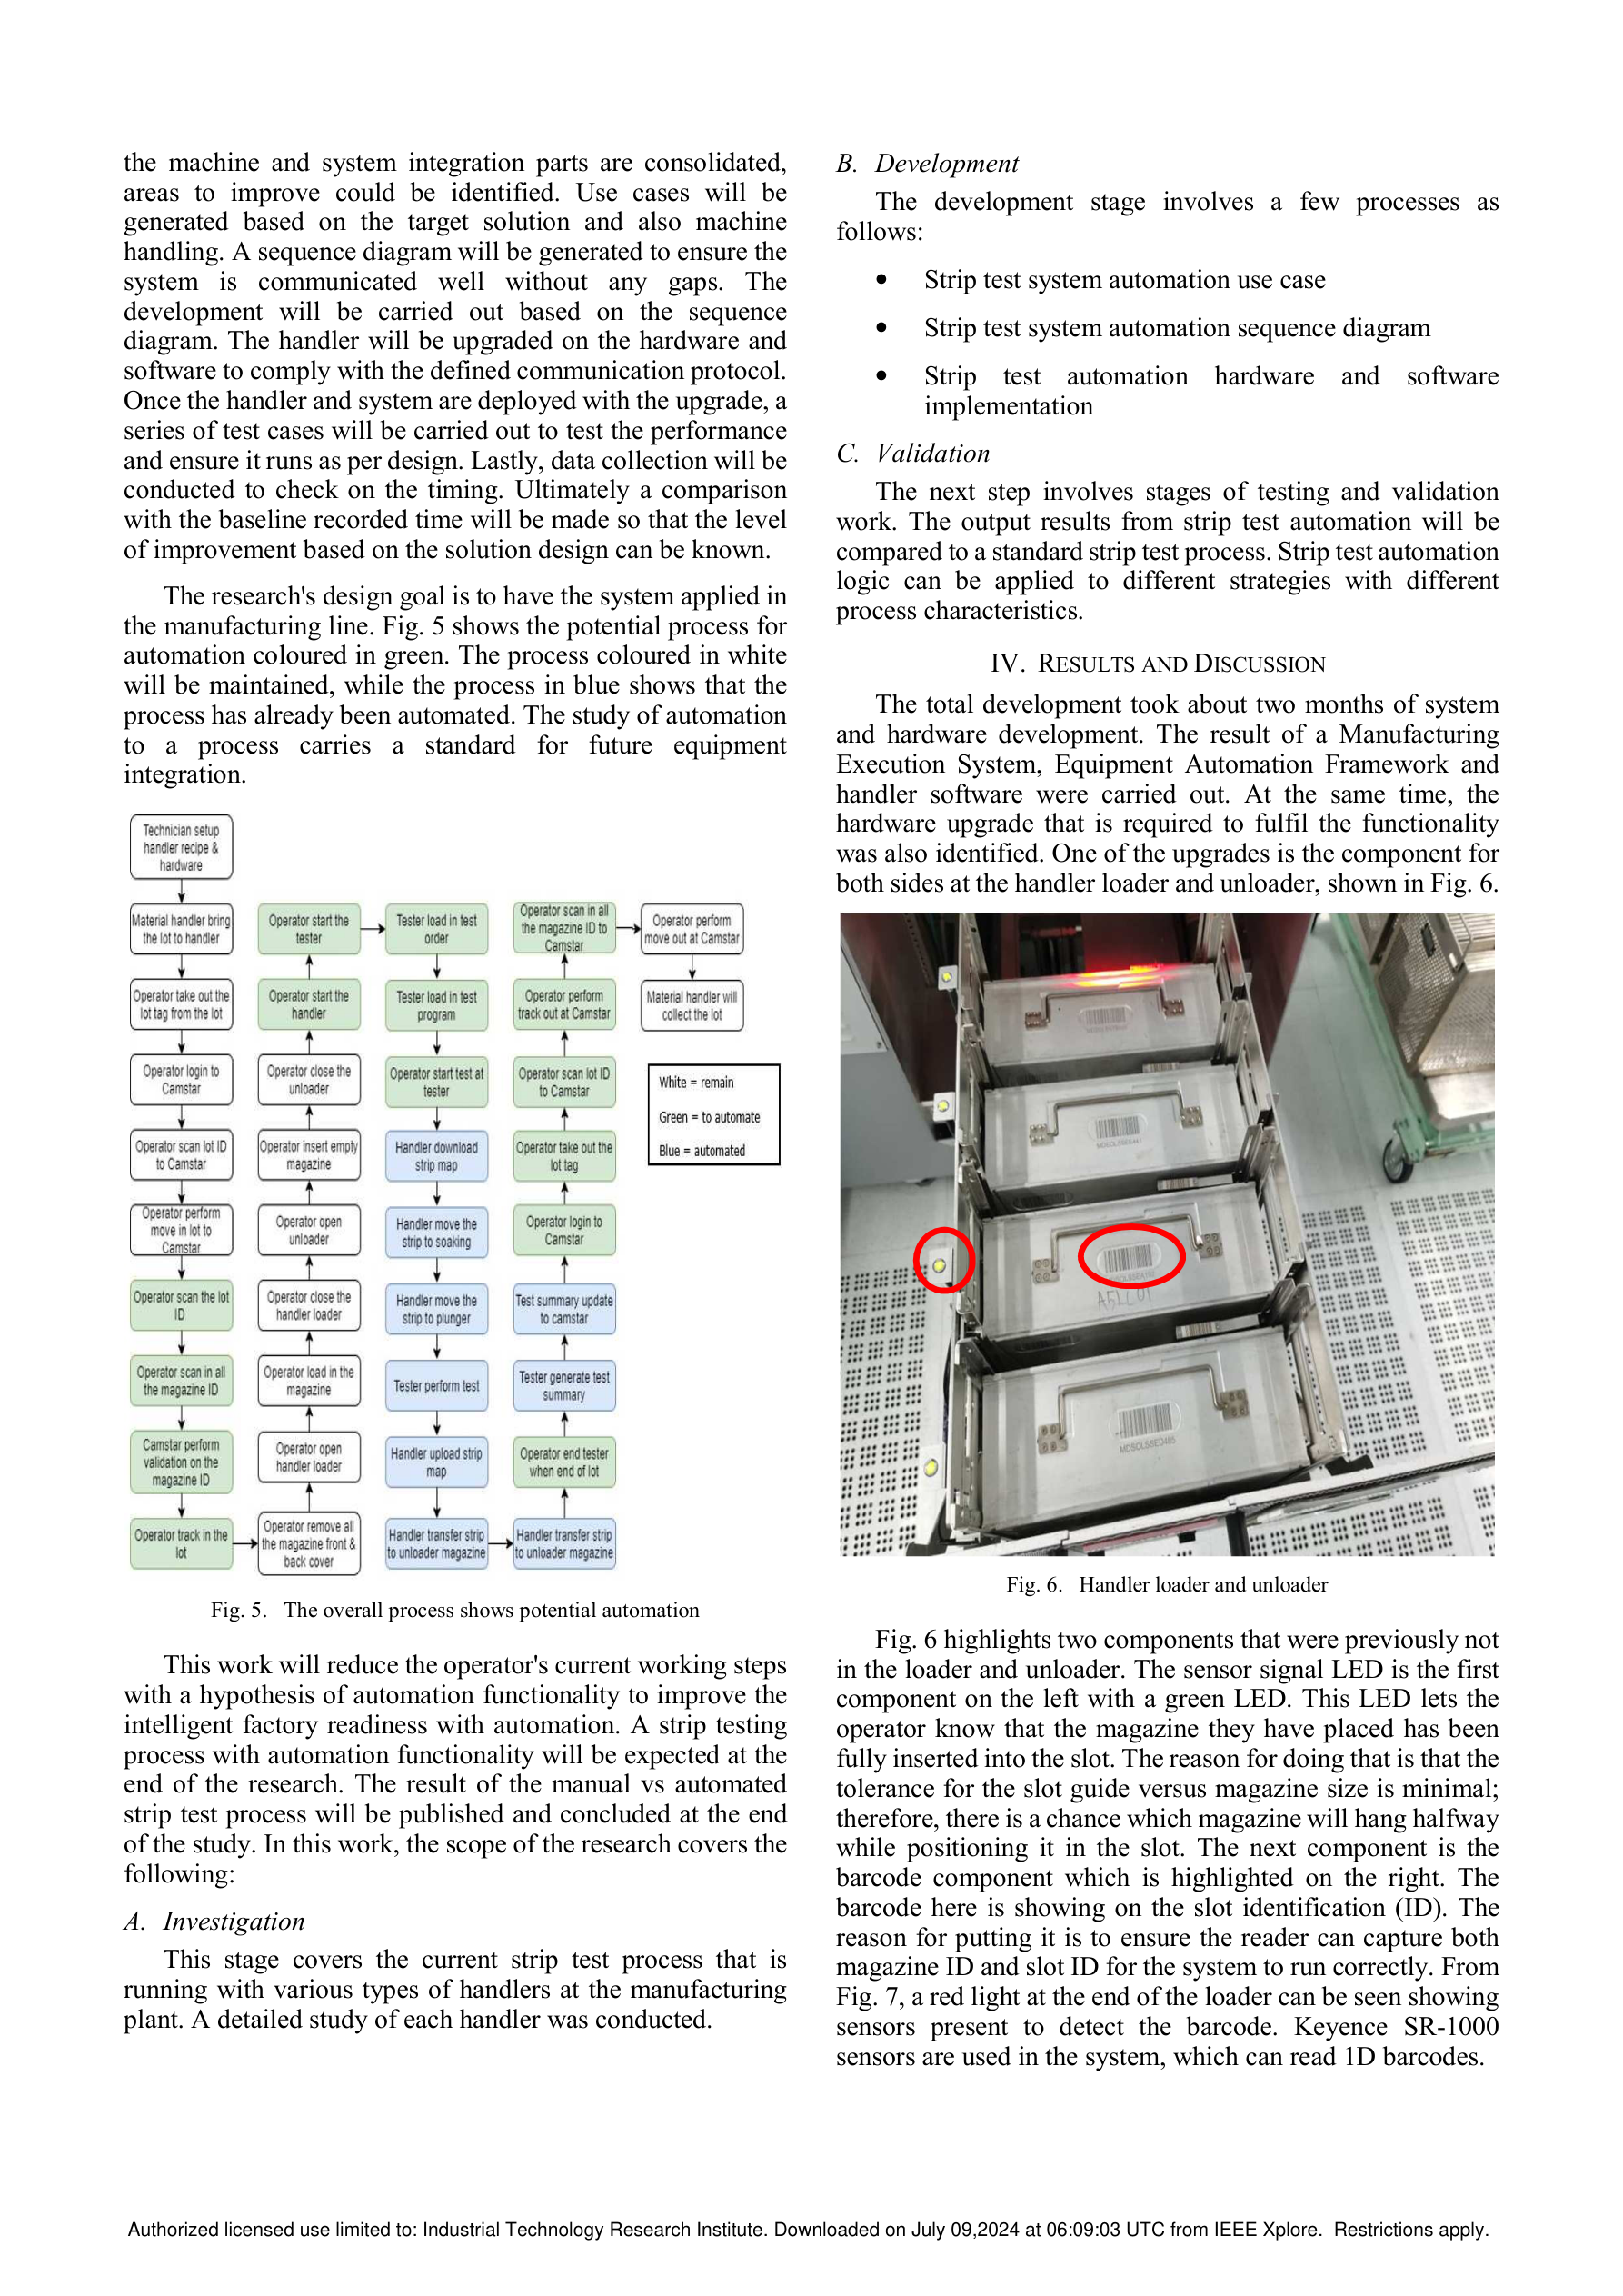 the machine and system integration parts are consolidated,
areas to improve could be identified. Use cases will be
generated based on the target solution and also machine
handling. A sequence diagram will be generated to ensure the
system is communicated well without any gaps. The
development will be carried out based on the sequence
diagram. The handler will be upgraded on the hardware and
software to comply with the defined communication protocol.
Once the handler and system are deployed with the upgrade, a
series of test cases will be carried out to test the performance
and ensure it runs as per design. Lastly, data collection will be
conducted to check on the timing. Ultimately a comparison
with the baseline recorded time will be made so that the level
of improvement based on the solution design can be known.
The research's design goal is to have the system applied in
the manufacturing line. Fig. 5 shows the potential process for
automation coloured in green. The process coloured in white
will be maintained, while the process in blue shows that the
process has already been automated. The study of automation
to a process carries a standard for future equipment
integration.
Technician setup
handler recipe &
hardware
Material handler bring
the lot to handler
Operator take out the
lot tag from the lot
Operator login to
Camstar
Operator scan lot ID
to Camstar
Operator perform
move in lot to
Camstar
Operator scan the lot
ID
Operator scan in all
the magazine ID
Camstar perform
validation on the
magazine ID
Operator track in the
lot
Operator remove all
the magazine front &
back cover
Operator open
handler loader
Operator load in the
magazine
Operator close the
handler loader
Operator open
unloader
Operator insert empty
magazine
Operator close the
unloader
Operator start the
handler
Operator start the
tester
Tester load in test
order
Tester load in test
program
Operator start test at
tester
Handler download
strip map
Handler move the
strip to soaking
Handler move the
strip to plunger
Tester perform test
Handler upload strip
map
Handler transfer strip
to unloader magazine
Handler transfer strip
to unloader magazine
Operator end tester
when end of lot
Tester generate test
summary
Test summary update
to camstar
Operator login to
Camstar
Operator take out the
lot tag
Operator scan lot ID
to Camstar
Operator perform
track out at Camstar
Operator scan in all
the magazine ID to
Camstar
Operator perform
move out at Camstar
Material handler will
collect the lot
White = remain
Green = to automate
Blue = automated
Fig. 5. The overall process shows potential automation
This work will reduce the operator's current working steps
with a hypothesis of automation functionality to improve the
intelligent factory readiness with automation. A strip testing
process with automation functionality will be expected at the
end of the research. The result of the manual vs automated
strip test process will be published and concluded at the end
of the study. In this work, the scope of the research covers the
following:
A. Investigation
This stage covers the current strip test process that is
running with various types of handlers at the manufacturing
plant. A detailed study of each handler was conducted.
B. Development
The development stage involves a few processes as
follows:
• Strip test system automation use case
• Strip test system automation sequence diagram
• Strip test automation hardware and software
implementation
C. Validation
The next step involves stages of testing and validation
work. The output results from strip test automation will be
compared to a standard strip test process. Strip test automation
logic can be applied to different strategies with different
process characteristics.
IV. RESULTS AND DISCUSSION
The total development took about two months of system
and hardware development. The result of a Manufacturing
Execution System, Equipment Automation Framework and
handler software were carried out. At the same time, the
hardware upgrade that is required to fulfil the functionality
was also identified. One of the upgrades is the component for
both sides at the handler loader and unloader, shown in Fig. 6.
Fig. 6. Handler loader and unloader
Fig. 6 highlights two components that were previously not
in the loader and unloader. The sensor signal LED is the first
component on the left with a green LED. This LED lets the
operator know that the magazine they have placed has been
fully inserted into the slot. The reason for doing that is that the
tolerance for the slot guide versus magazine size is minimal;
therefore, there is a chance which magazine will hang halfway
while positioning it in the slot. The next component is the
barcode component which is highlighted on the right. The
barcode here is showing on the slot identification (ID). The
reason for putting it is to ensure the reader can capture both
magazine ID and slot ID for the system to run correctly. From
Fig. 7, a red light at the end of the loader can be seen showing
sensors present to detect the barcode. Keyence SR-1000
sensors are used in the system, which can read 1D barcodes.
Authorized licensed use limited to: Industrial Technology Research Institute. Downloaded on July 09,2024 at 06:09:03 UTC from IEEE Xplore. Restrictions apply.